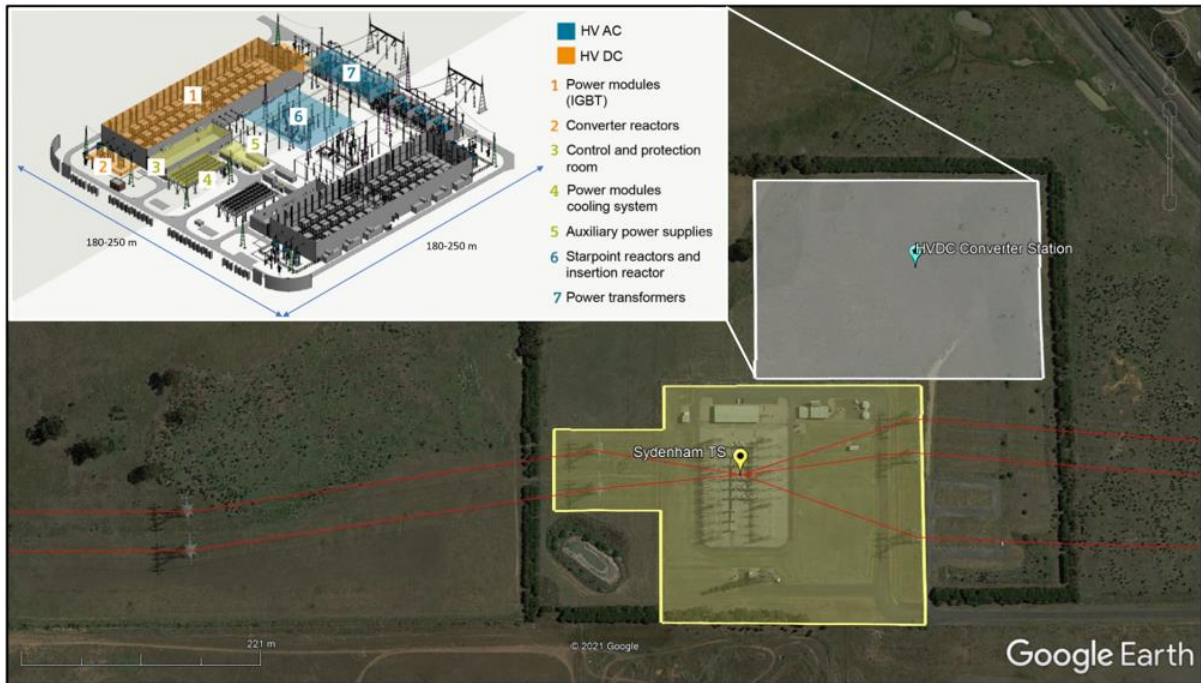 HV AC
HV DC
1 Power modules
(IGBT)
2 Converter reactors
3 Control and protection
room
4 Power modules
cooling system
5 Auxiliary power supplies
6 Starpoint reactors and
insertion reactor
7 Power transformers
7
1
6
5
2
3
4
180-250 m
180-250 m
HVDC Converter Station
Sydenham TS
221 m
© 2021 Google
Google Earth